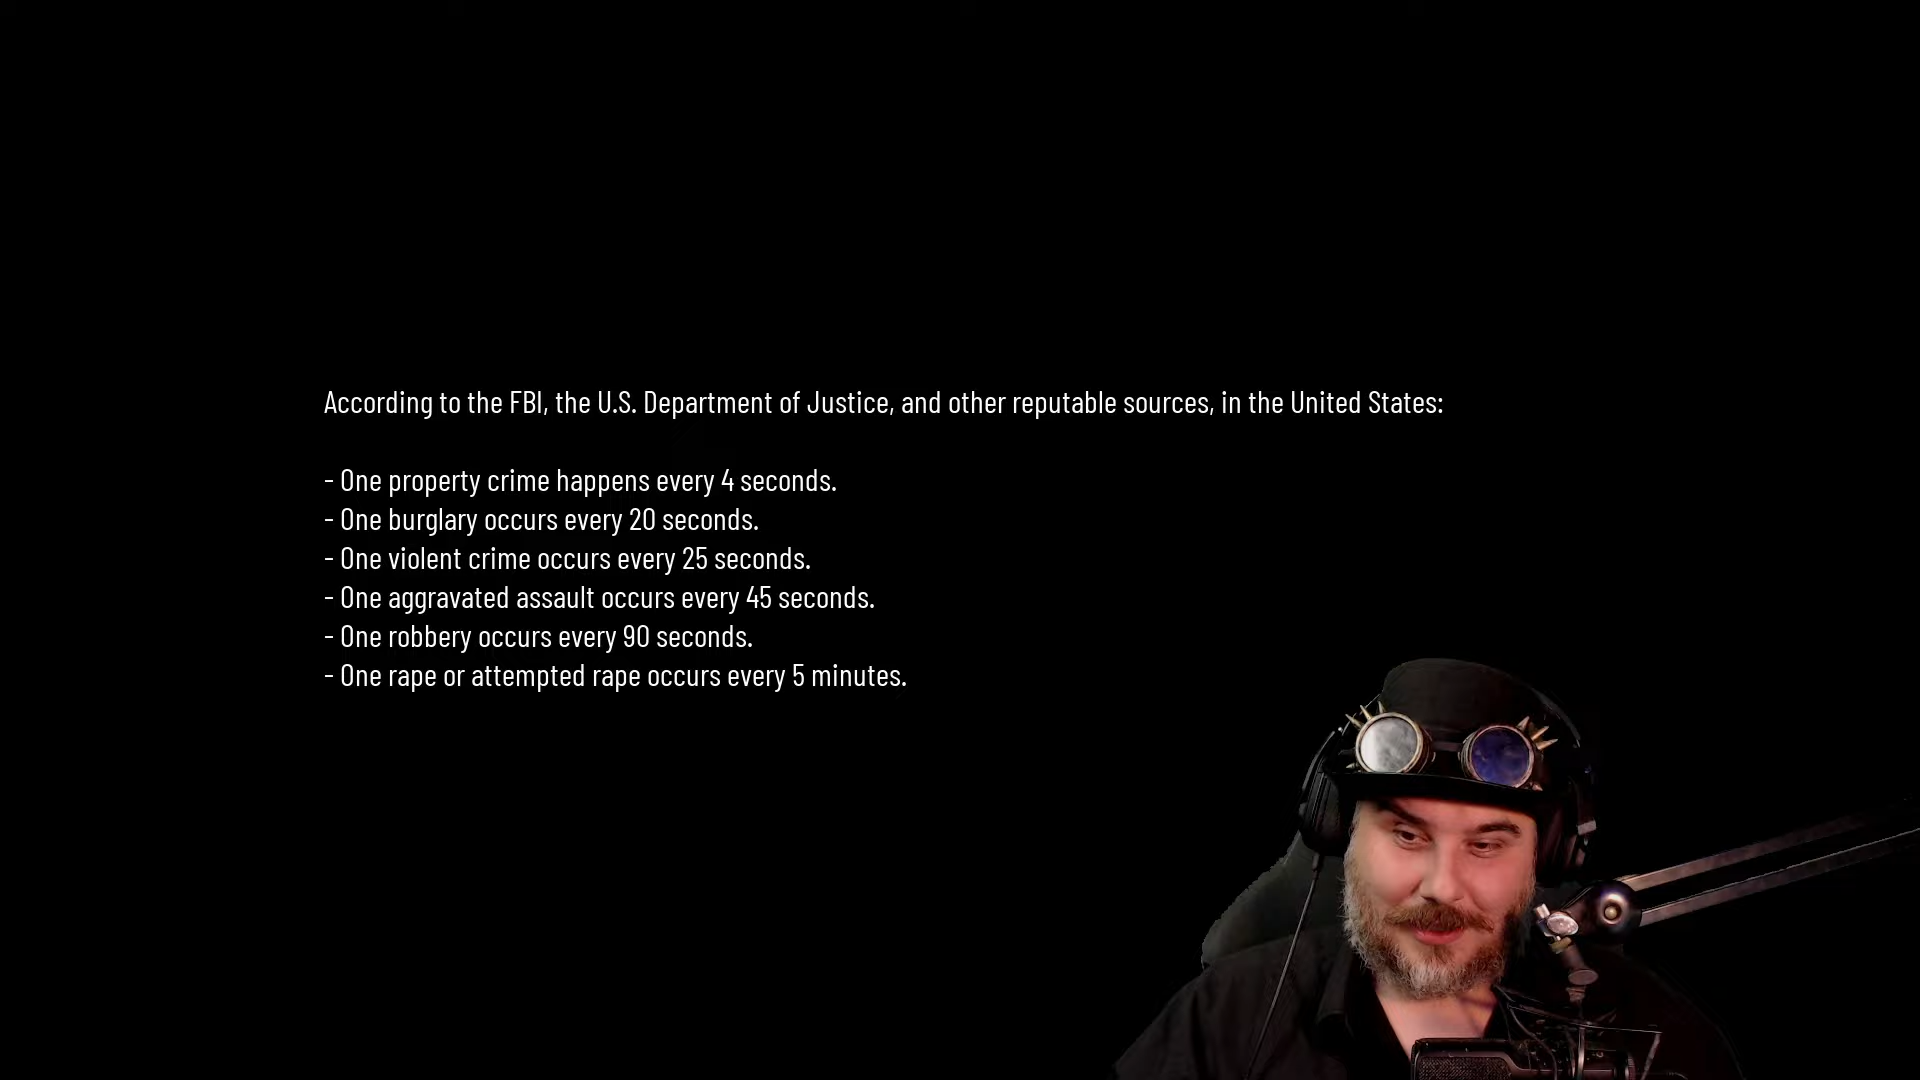 According to the FBI, the U.S. Department of Justice, and other reputable sources, in the United States:
- One property crime happens every 4 seconds.
- One burglary occurs every 20 seconds.
- One violent crime occurs every 25 seconds.
- One aggravated assault occurs every 45 seconds.
- One robbery occurs every 90 seconds.
- One rape or attempted rape occurs every 5 minutes.